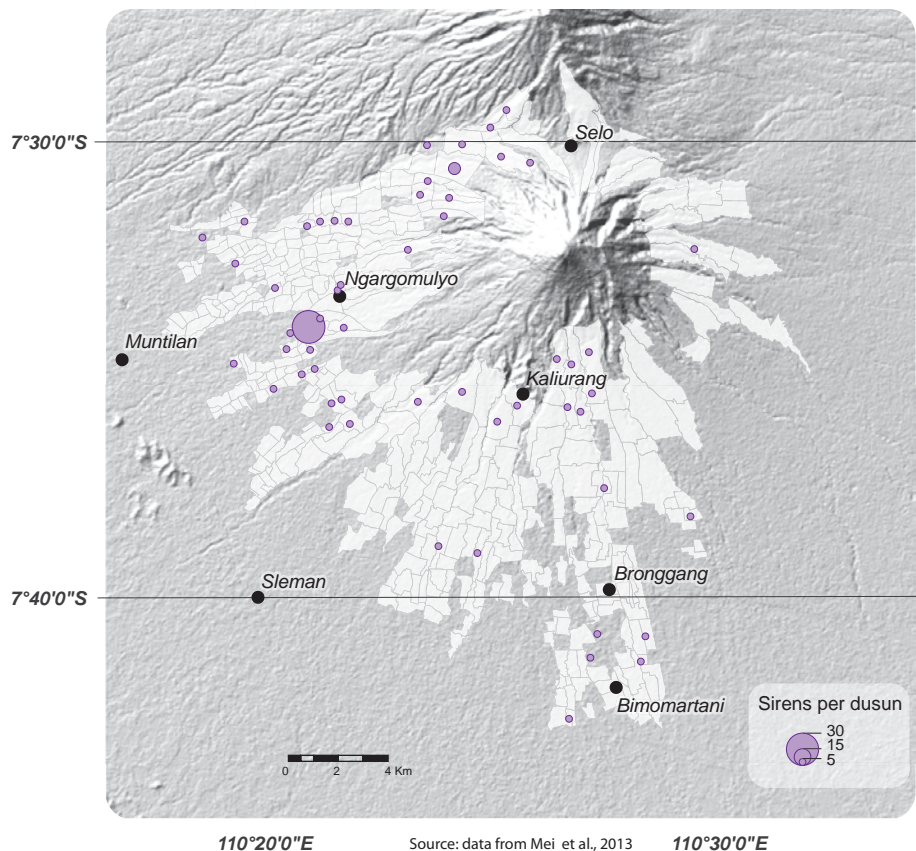 7°30'0"S
Selo
Ngargomulyo
Muntilan
Kaliurang
Sleman
Bronggang
7°40'0"S
Bimomartani
Sirens per dusun
30
15
5
0 2 4 Km
110°20'0"E
Source: data from Mei et al., 2013
110°30'0"E